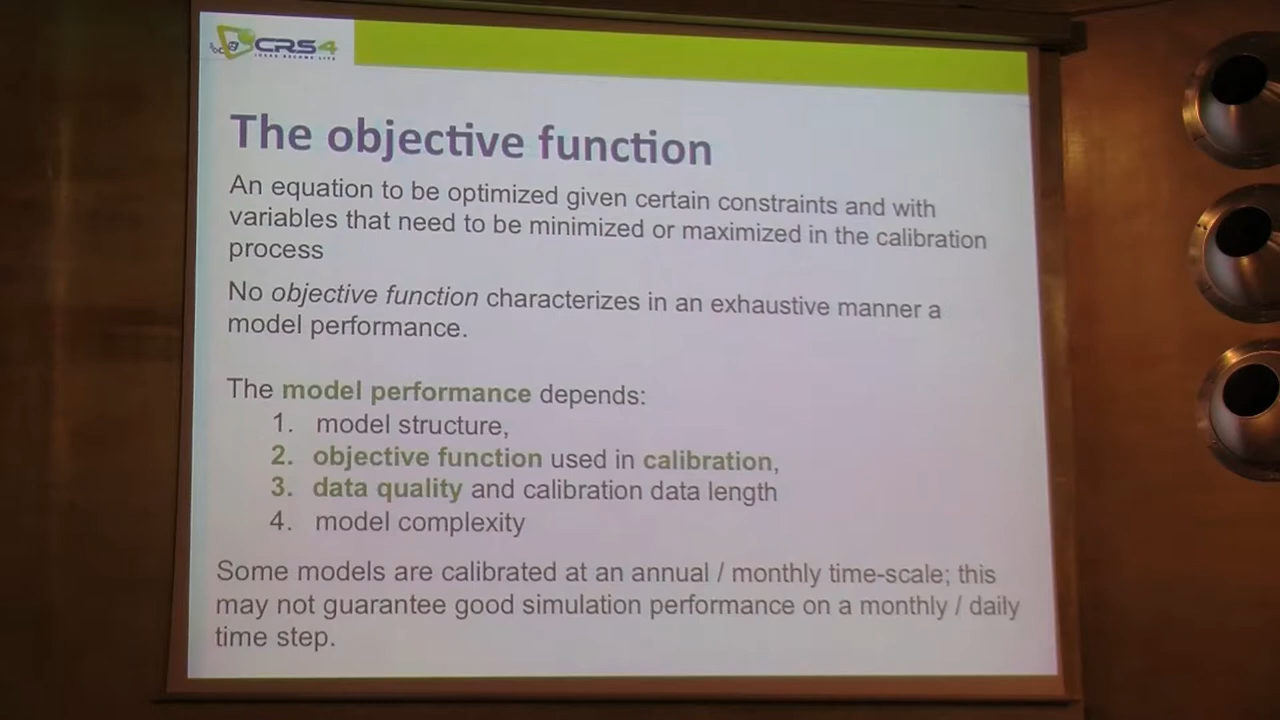 CRS4
The objective function
An equation to be optimized given certain constraints and with
variables that need to be minimized or maximized in the calibration
process
No objective function characterizes in an exhaustive manner a
model performance.
The model performance depends:
1. model structure,
2. objective function used in calibration,
3. data quality and calibration data length
4. model complexity
Some models are calibrated at an annual / monthly time-scale; this
may not guarantee good simulation performance on a monthly / daily
time step.